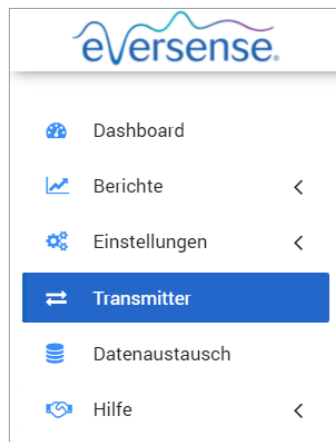 eversense.
Dashboard
Berichte
Einstellungen
Transmitter
Datenaustausch
Hilfe